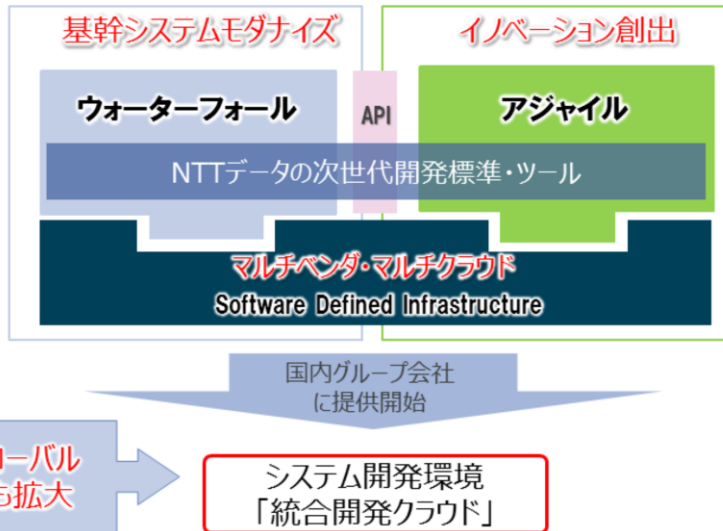 基幹システムモダナイズ
イノベーション創出
ウォーターフォール
API
アジャイル
NTTデータの次世代開発標準・ツール
マルチベンダ・マルチクラウド
Software Defined Infrastructure
国内グループ会社
に提供開始
ローバル
も拡大
システム開発環境
「統合開発クラウド」